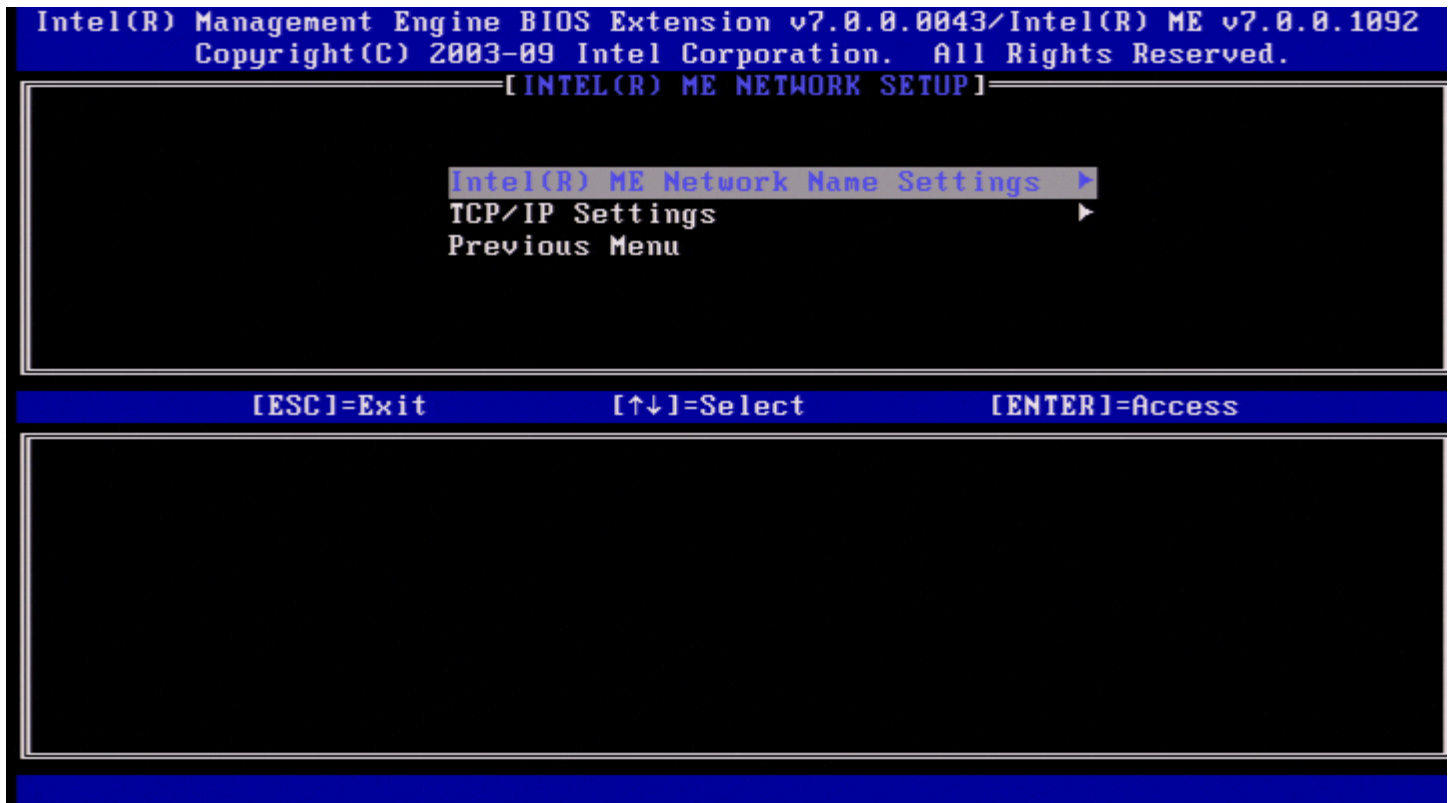 Intel(R) Management Engine BIOS Extension v7.0.0.0043/Intel(R) ME v7.0.0.1092
Copyright(C) 2003-09 Intel Corporation. All Rights Reserved.
[INTEL(R) ME NETWORK SETUP]
Intel(R) ME Network Name Settings ►
TCP/IP Settings ►
Previous Menu
[ESC]=Exit [↑↓]=Select [ENTER]=Access